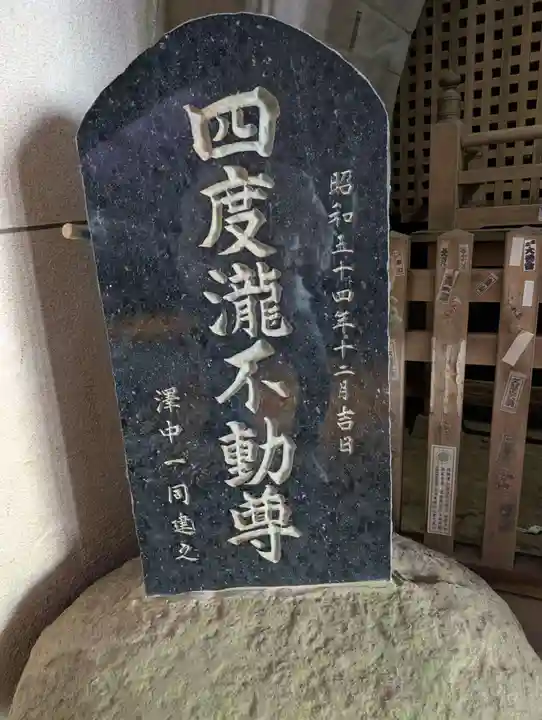 昭和五十四年十二月吉日
四度瀧不動尊
澤中一同建之